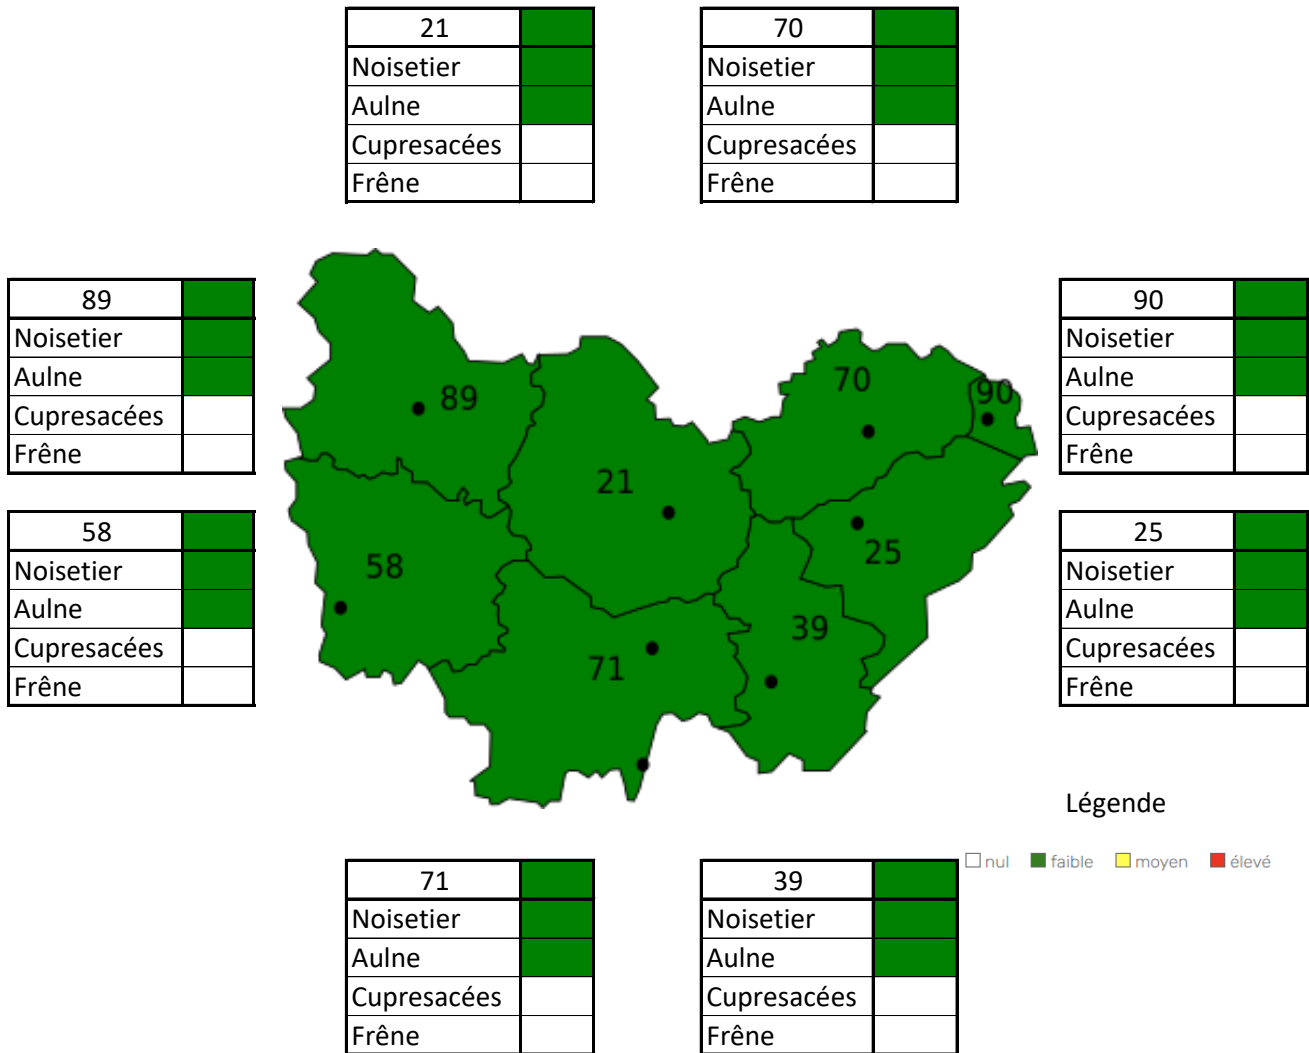 21
Noisetier
Aulne
Cupresacées
Frêne
70
Noisetier
Aulne
Cupresacées
Frêne
89
Noisetier
Aulne
Cupresacées
Frêne
90
Noisetier
Aulne
Cupresacées
Frêne
58
Noisetier
Aulne
Cupresacées
Frêne
25
Noisetier
Aulne
Cupresacées
Frêne
70
90
89
21
25
58
39
71
Légende
nul faible moyen élevé
71
Noisetier
Aulne
Cupresacées
Frêne
39
Noisetier
Aulne
Cupresacées
Frêne